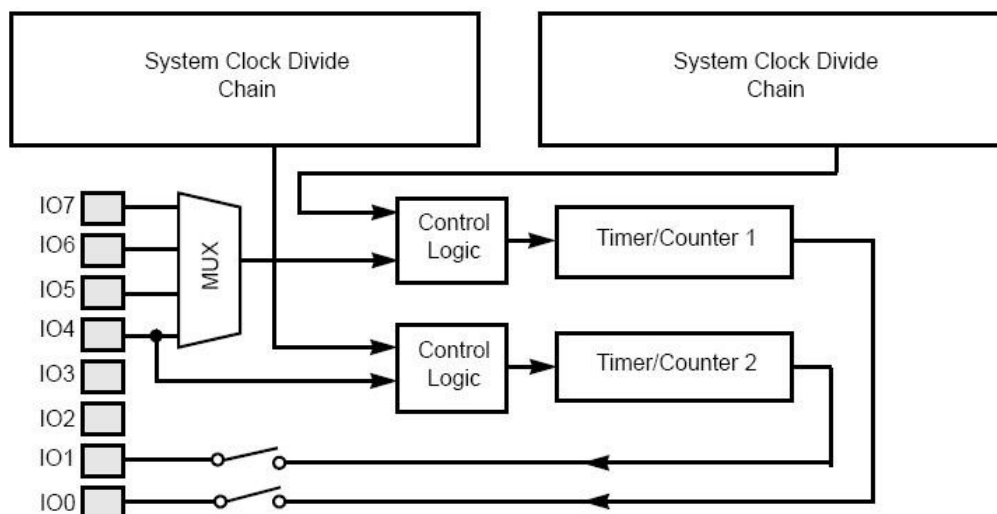 System Clock Divide
Chain
System Clock Divide
Chain
IO7
IO6
IO5
IO4
IO3
IO2
IO1
IO0
MUX
Control
Logic
Timer/Counter 1
Control
Logic
Timer/Counter 2